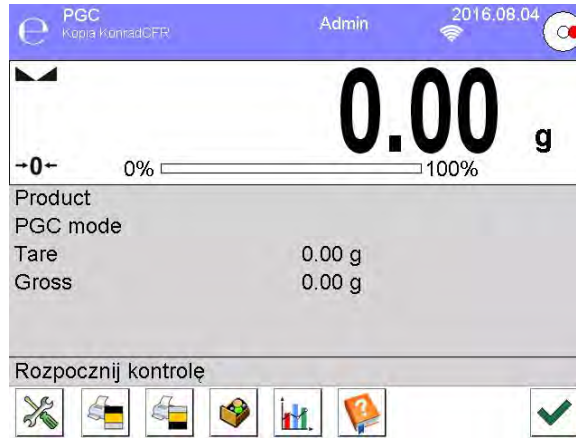 PGC
Kopia KonradCFR
Admin
2016.08.04
0.00 g
→0←
0% 100%
Product
PGC mode
Tare 0.00 g
Gross 0.00 g
Rozpocznij kontrolę